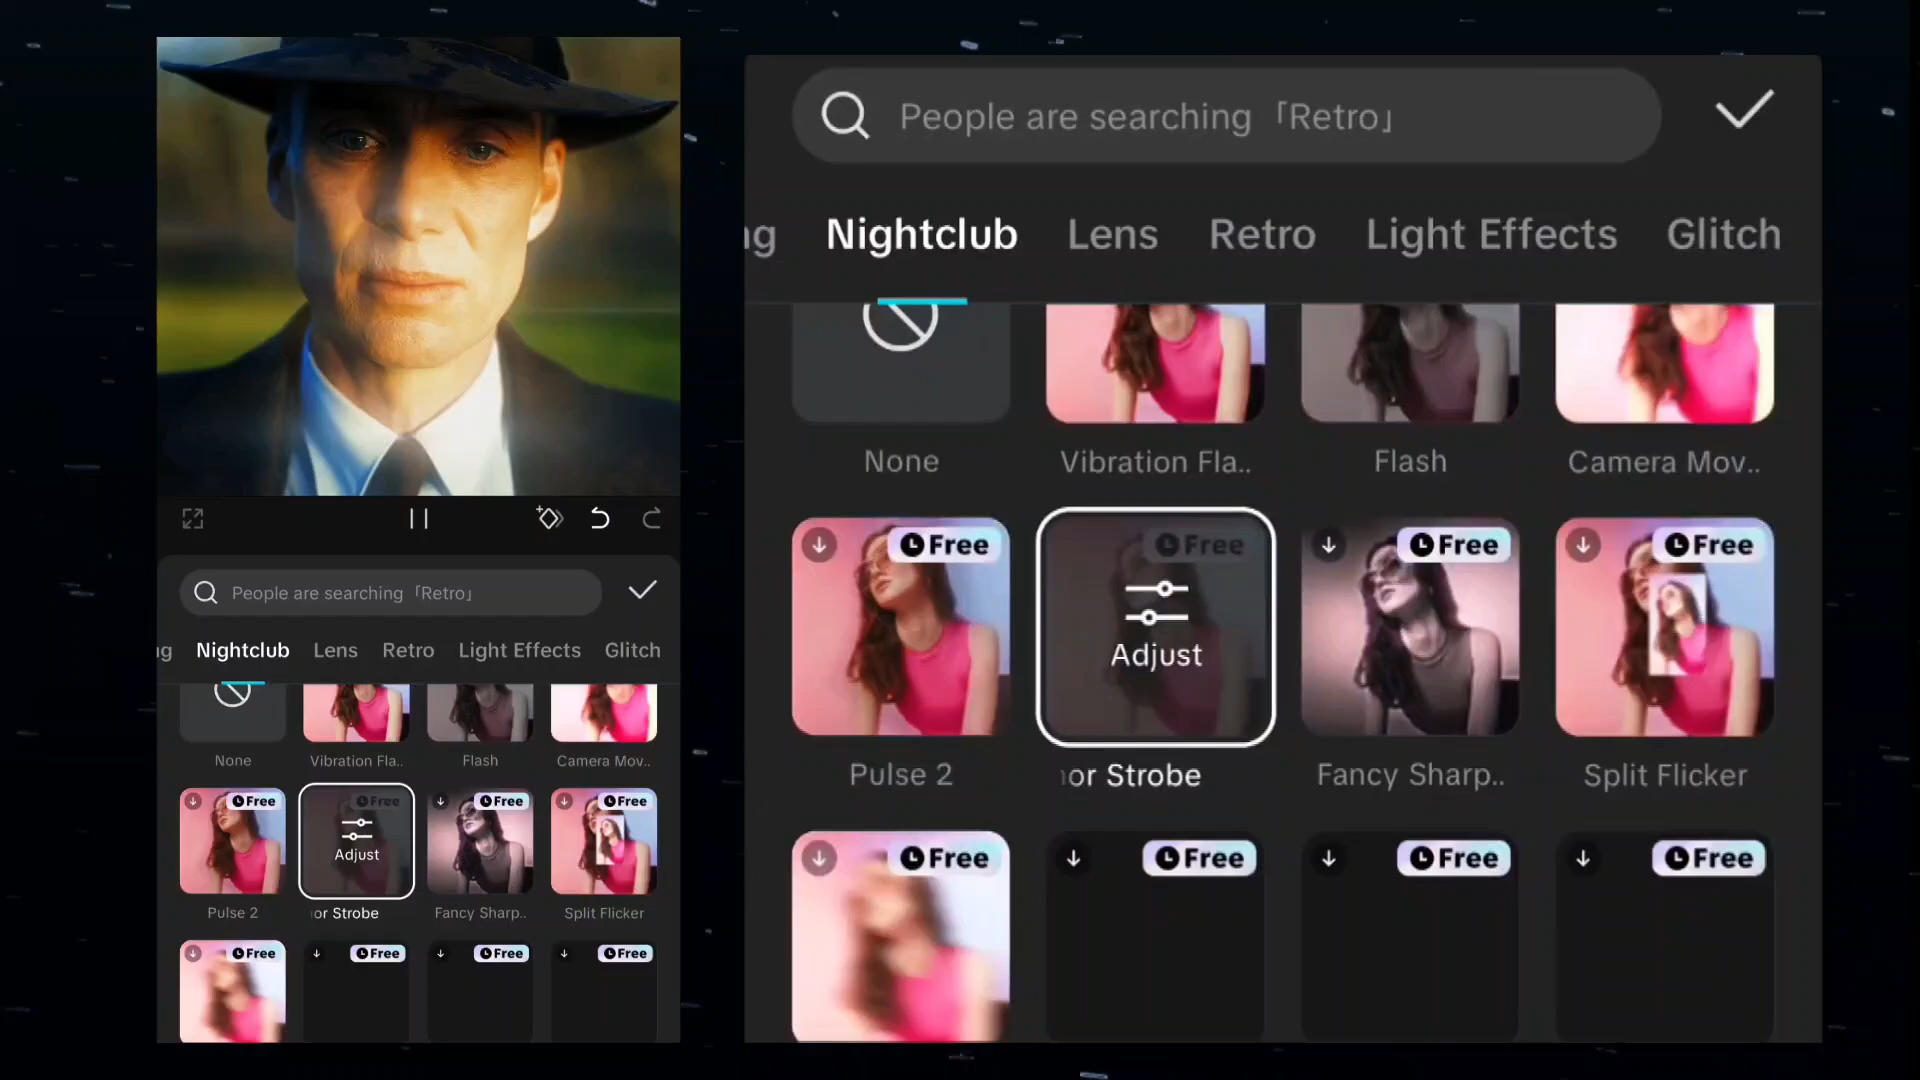 People are searching「Retro」
ng Nightclub Lens Retro Light Effects Glitch
None Vibration Fla.. Flash Camera Mov..
Free Free Free
Adjust
Pulse 2 or Strobe Fancy Sharp.. Split Flicker
Free Free Free Free
People are searching「Retro」
ng Nightclub Lens Retro Light Effects Glitch
None Vibration Fla.. Flash Camera Mov..
Free Free Free Free
Adjust
Pulse 2 or Strobe Fancy Sharp.. Split Flicker
Free Free Free Free